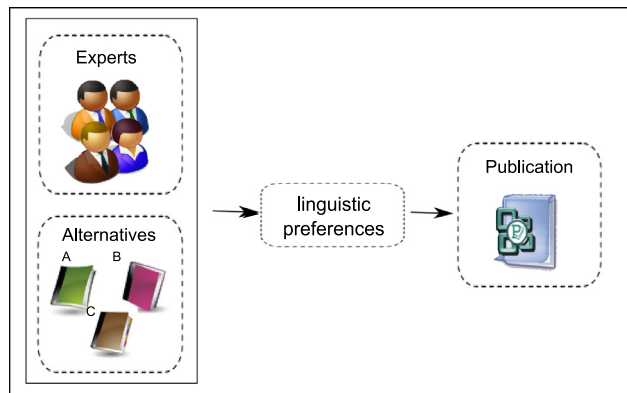 Experts
Alternatives
A
B
C
linguistic
preferences
Publication
P